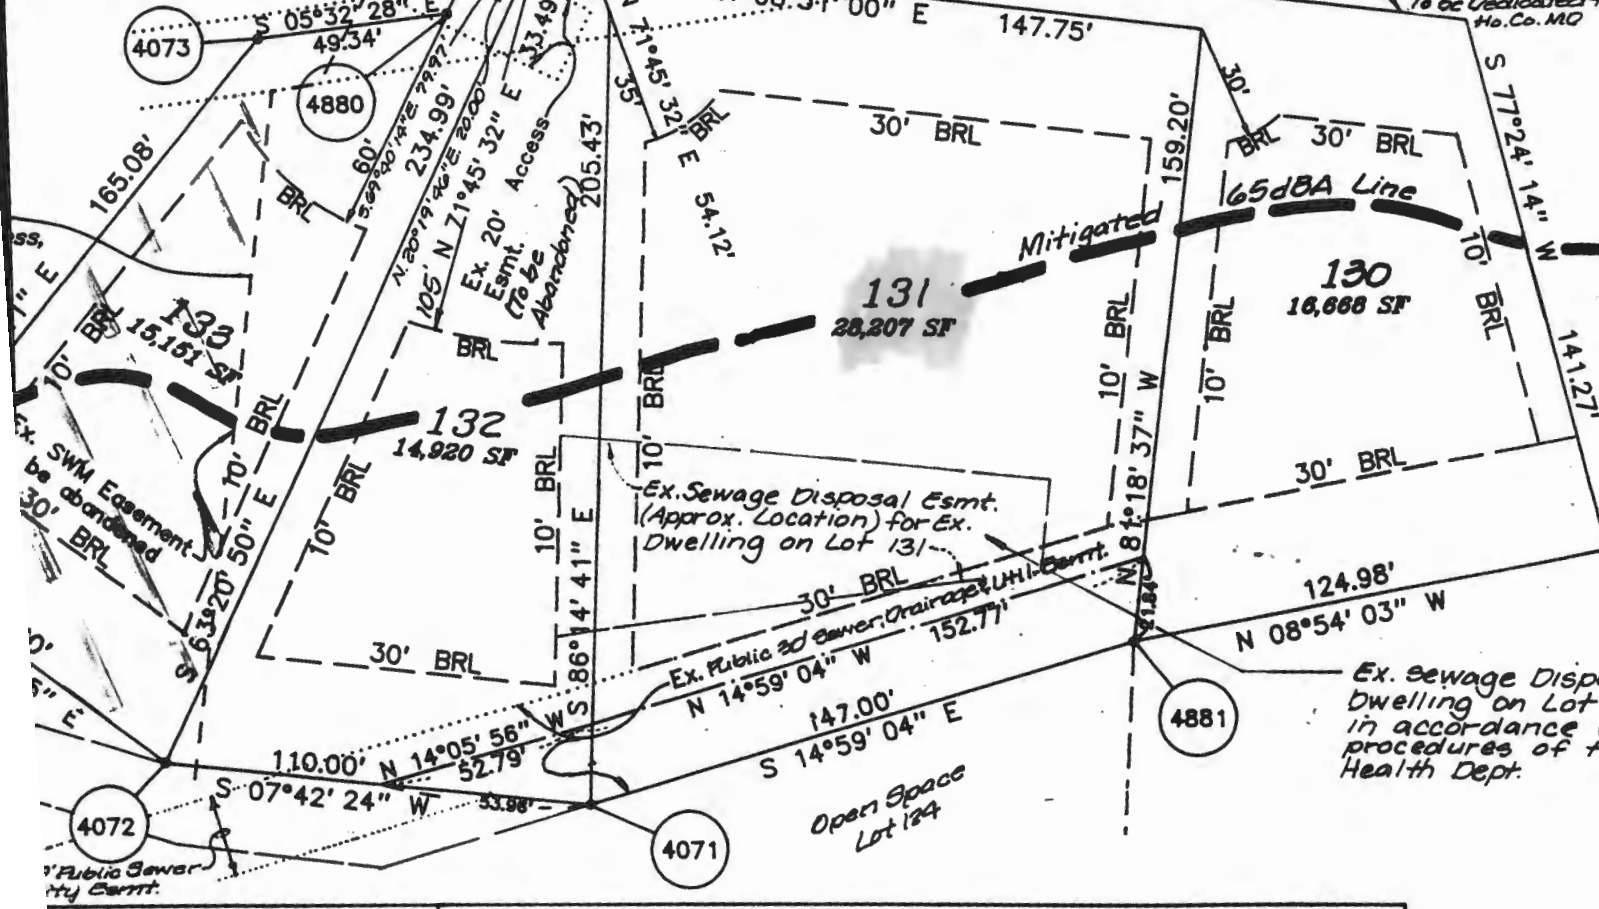 4073
S 05°32'28" E
49.34'
4880
165.08'
60'
234.99'
N 20°19'46"E 20.00'
105'
N 71°45'32" E
Ex. 20' Access
Esmt.
(To be
Abandoned)
33.49
205.43'
35'
N 71°45'32" E
54.12'
BRL
30' BRL
00" E
147.75'
159.20'
30'
BRL
30' BRL
Ho.Co.MD
S 77°24'14" W
141.27'
Mitigated 65dBA Line
130
16,668 SF
10' BRL
10' BRL
10' BRL
131
28,207 SF
BRL
10'
132
14,920 SF
BRL
10' BRL
10' BRL
30' BRL
BRL
133
15,151 SF
10' BRL
10' BRL
Ex. SWM Easement
be abandoned
30' BRL
S 63°20'50" E
S 86°14'41" E
Ex. Sewage Disposal Esmt.
(Approx. Location) for Ex.
Dwelling on Lot 131
30' BRL
Ex. Public 30' Sewer, Drainage & Util. Esmt.
152.77'
N 14°59'04" W
N 81°18'37" W
21.84'
30' BRL
124.98'
N 08°54'03" W
147.00'
S 14°59'04" E
4881
Ex. Sewage Disp
Dwelling on Lot
in accordance
procedures of
Health Dept.
Open Space
Lot 124
110.00'
S 07°42'24" W
N 14°05'56" W
52.79'
53.98'
4072
4071
Public Sewer
Esmt.